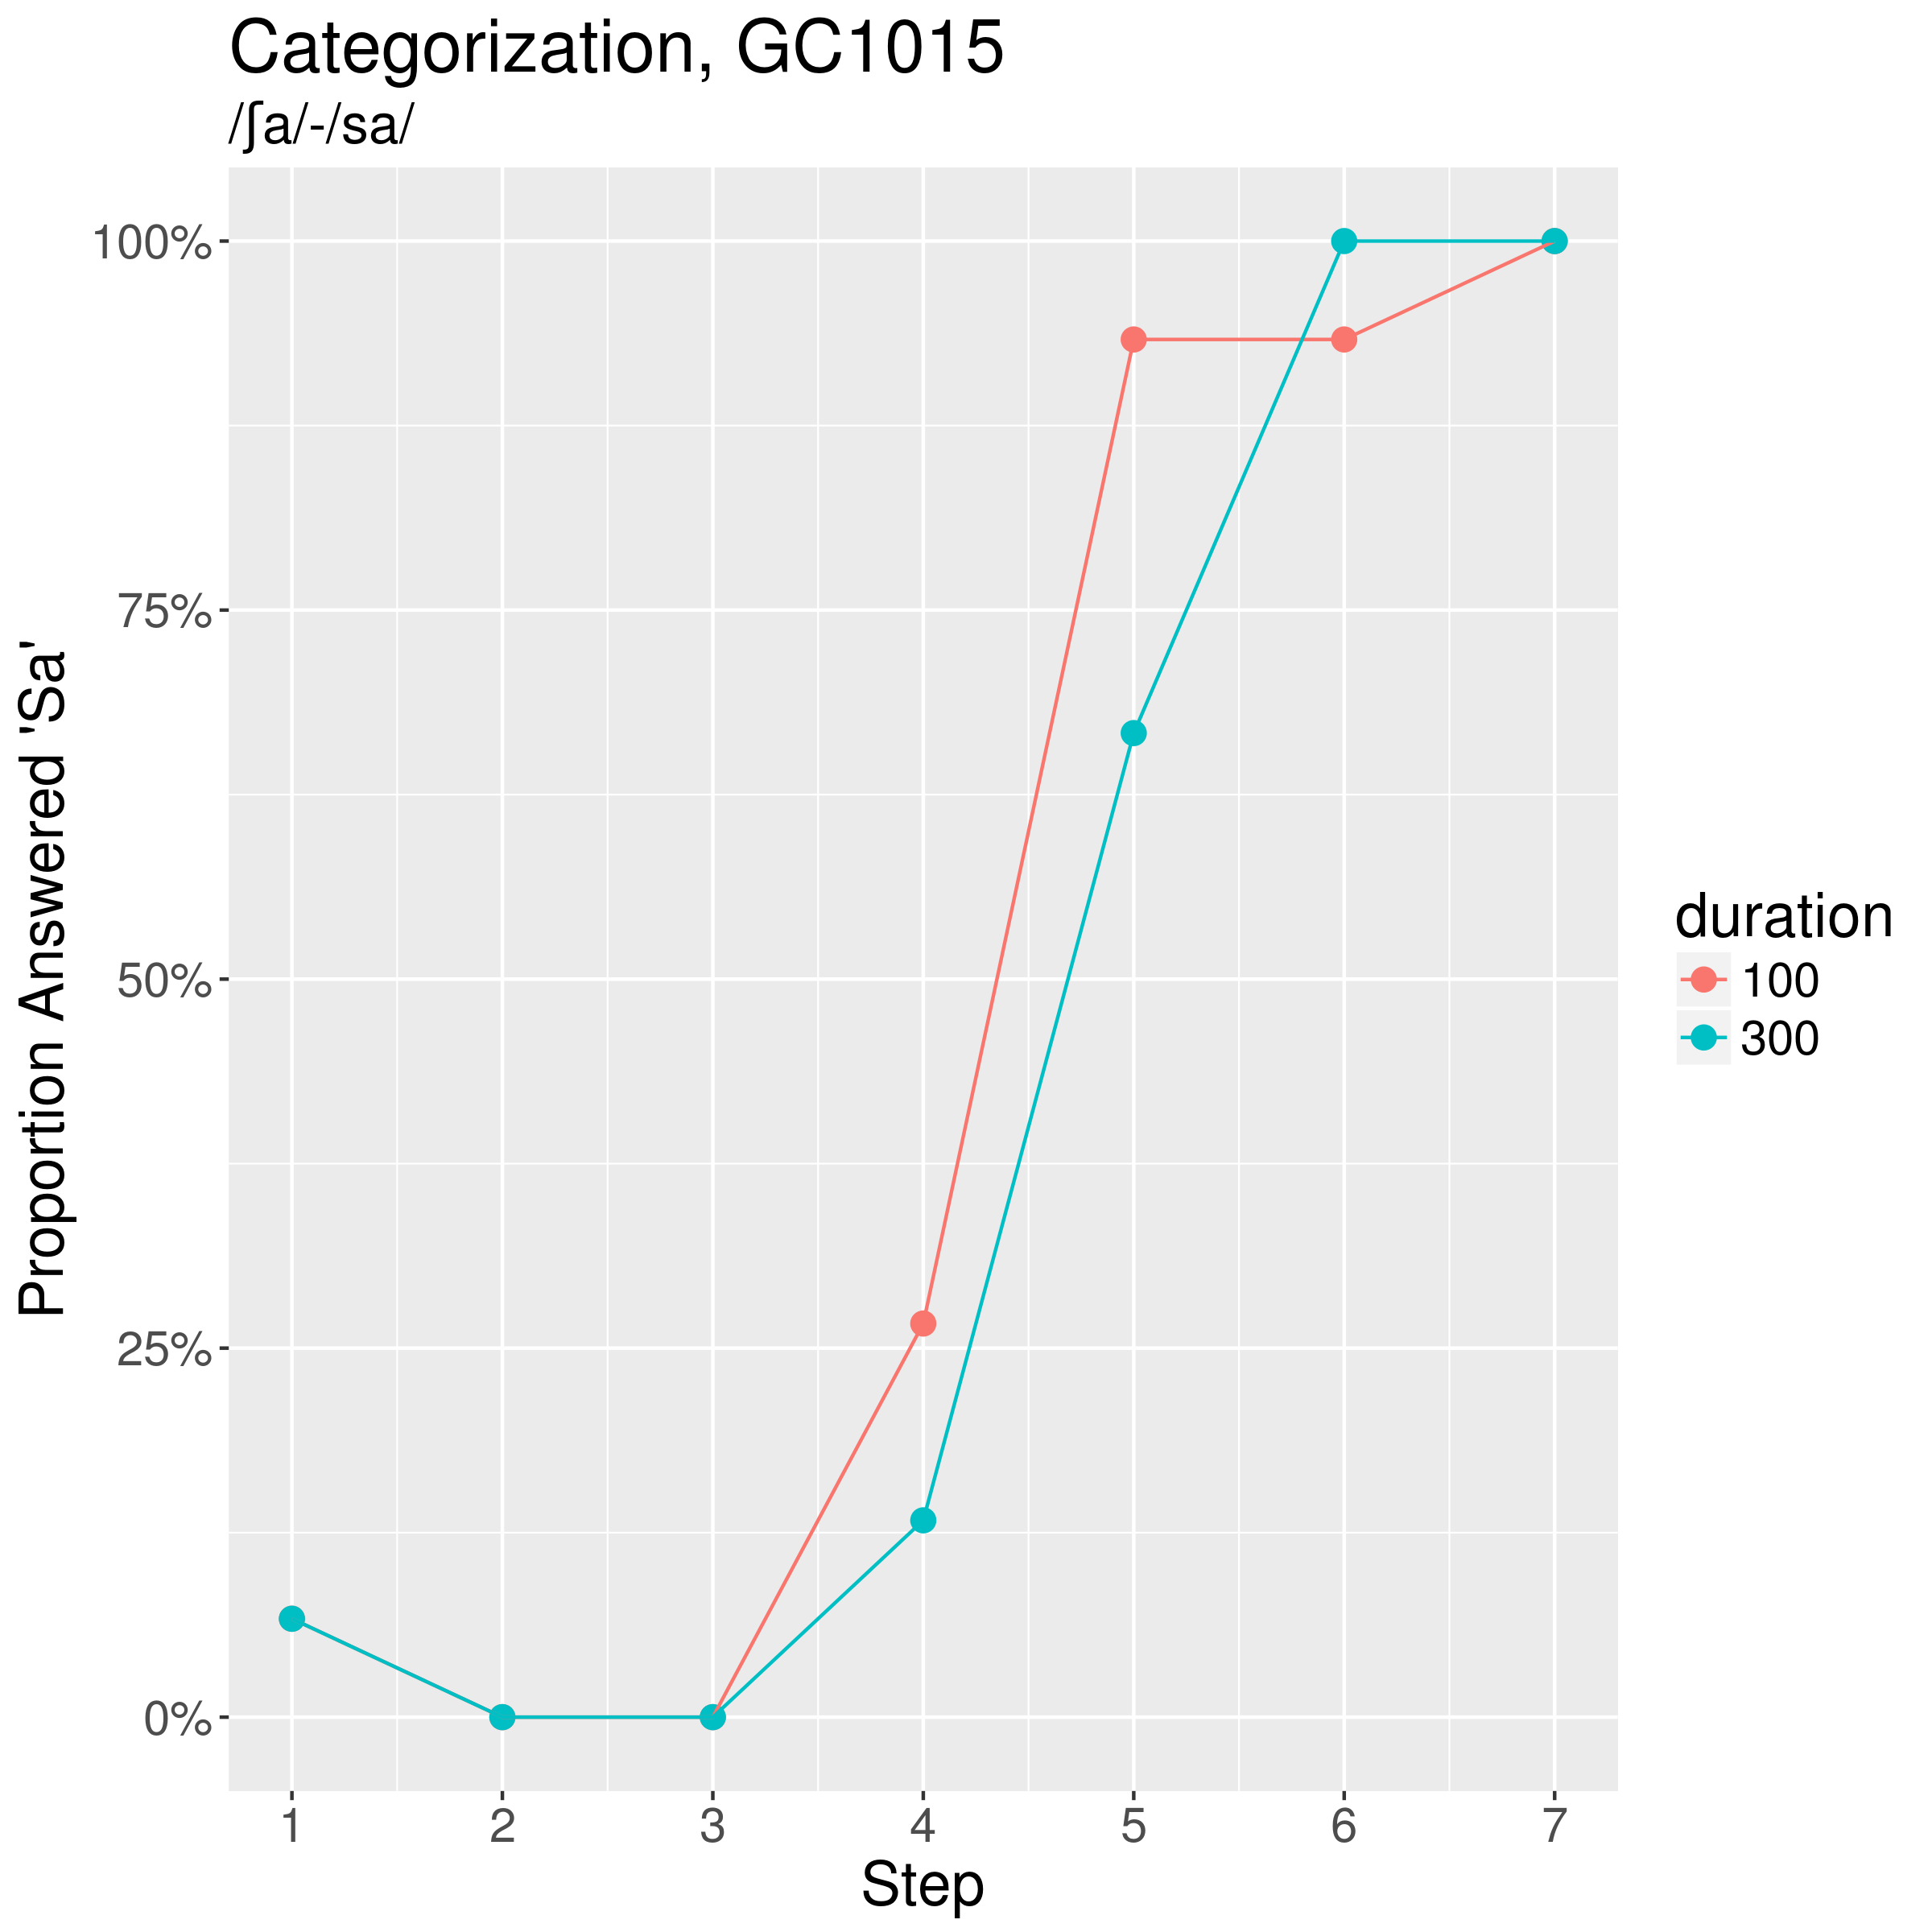 Categorization, GC1015
/ʃa/-/sa/
Proportion Answered 'Sa'
100%
75%
50%
25%
0%
1 2 3 4 5 6 7
Step
duration
100
300